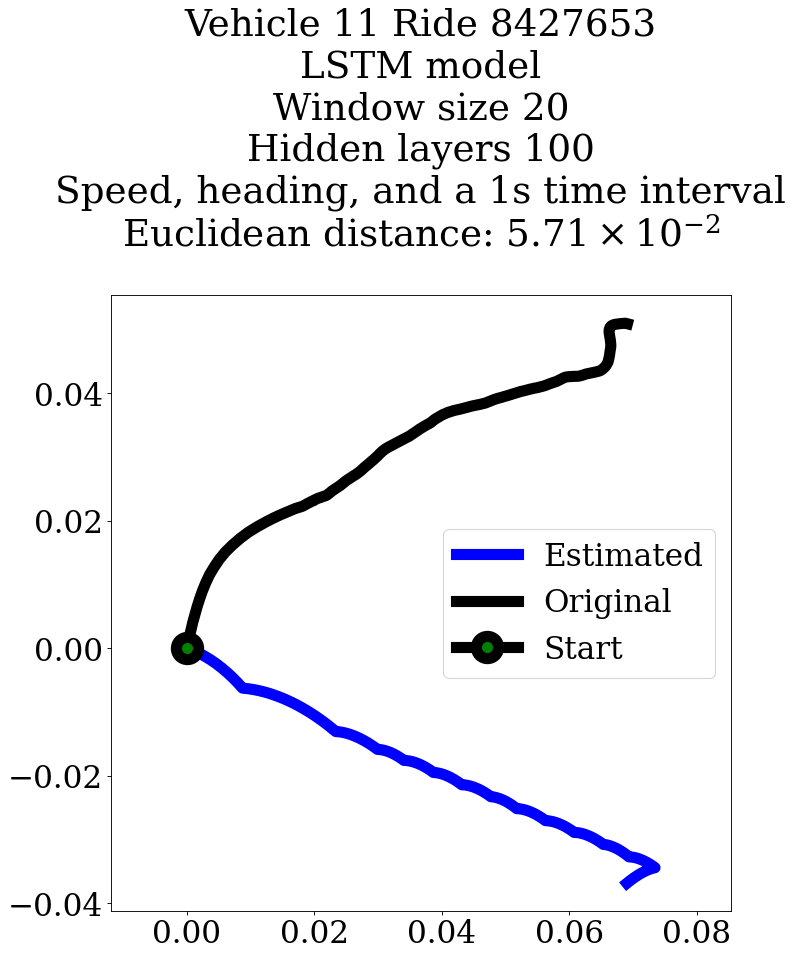 Vehicle 11 Ride 8427653
LSTM model
Window size 20
Hidden layers 100
Speed, heading, and a 1s time interval
Euclidean distance: 5.71 × 10⁻²
0.04
0.02
0.00
−0.02
−0.04
Estimated
Original
Start
0.00 0.02 0.04 0.06 0.08